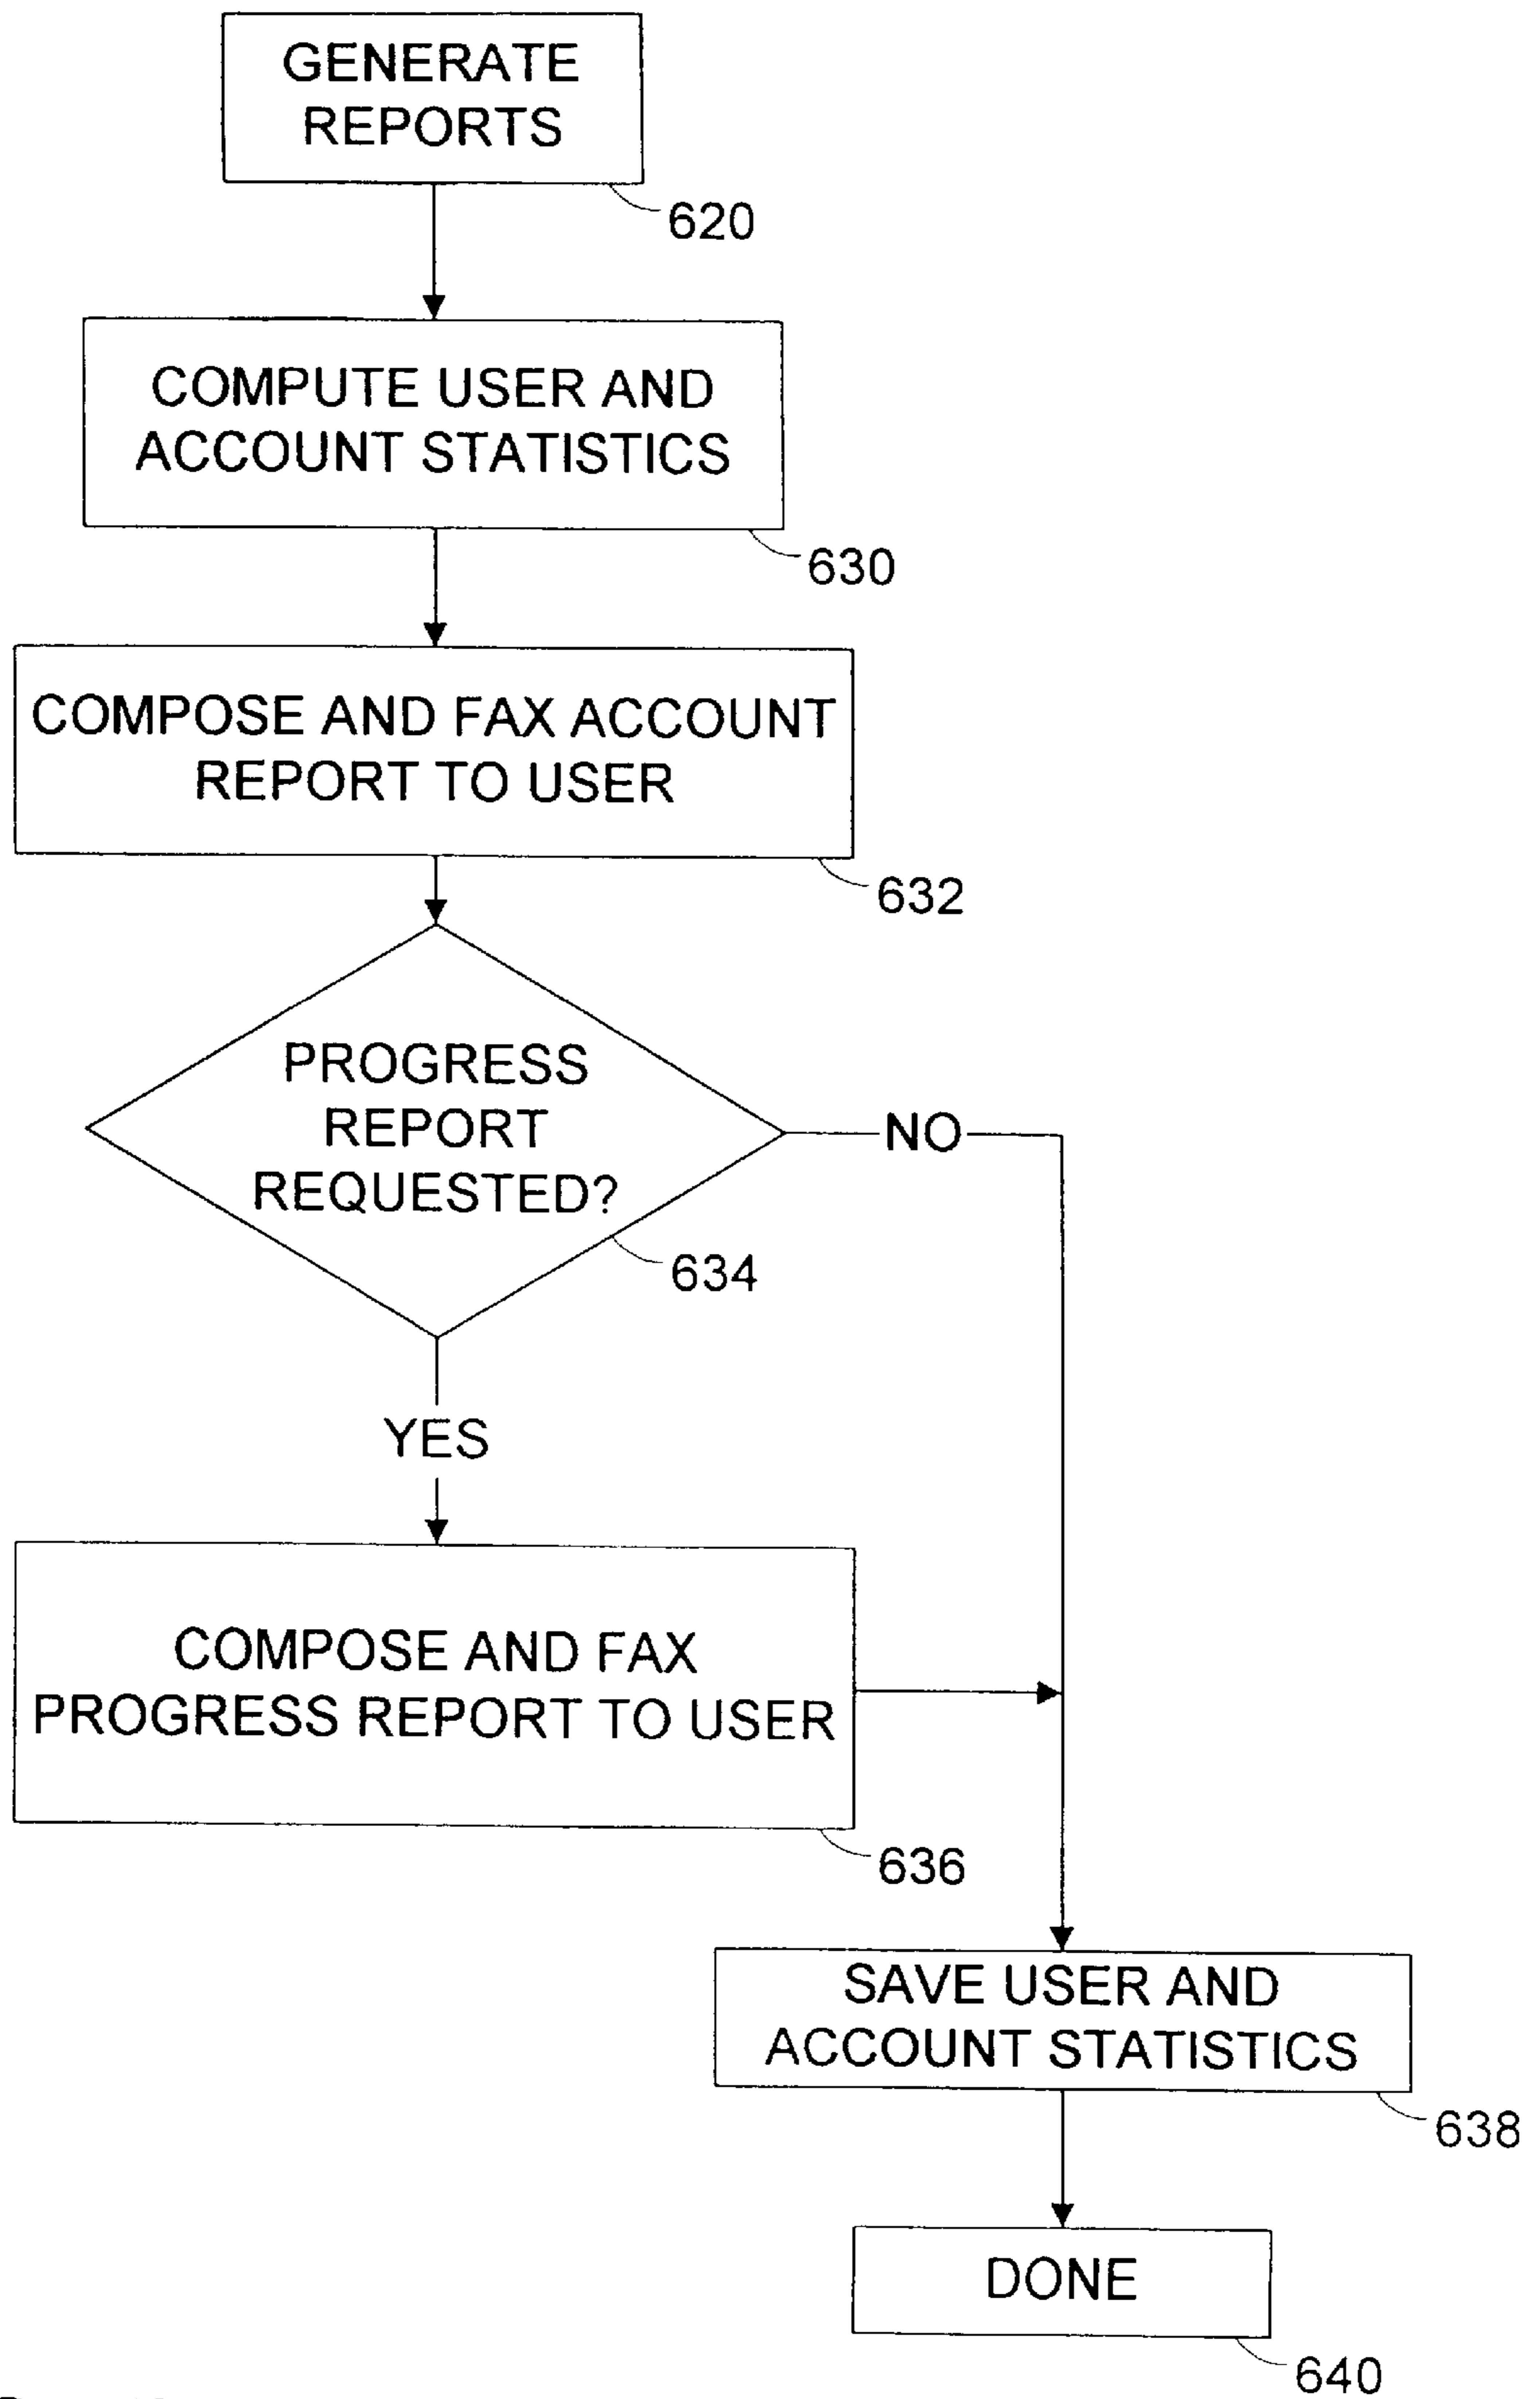 GENERATE
REPORTS
620
COMPUTE USER AND
ACCOUNT STATISTICS
630
COMPOSE AND FAX ACCOUNT
REPORT TO USER
632
PROGRESS
REPORT
REQUESTED?
NO
634
YES
COMPOSE AND FAX
PROGRESS REPORT TO USER
636
SAVE USER AND
ACCOUNT STATISTICS
638
DONE
640